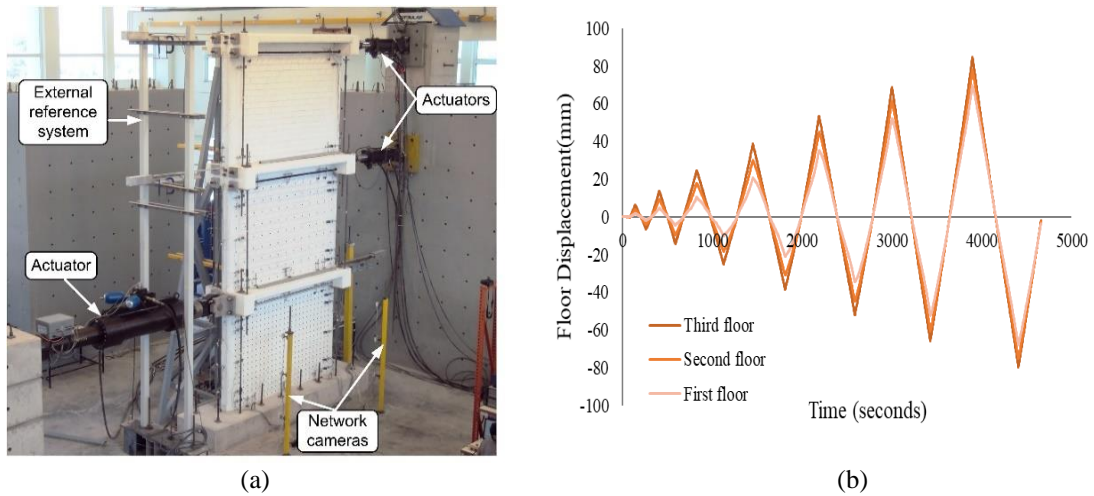 External
reference
system
Actuators
Actuator
Network
cameras
(a)
Floor Displacement(mm)
100
80
60
40
20
0
-20
-40
-60
-80
-100
0
1000
2000
3000
4000
5000
Third floor
Second floor
First floor
Time (seconds)
(b)